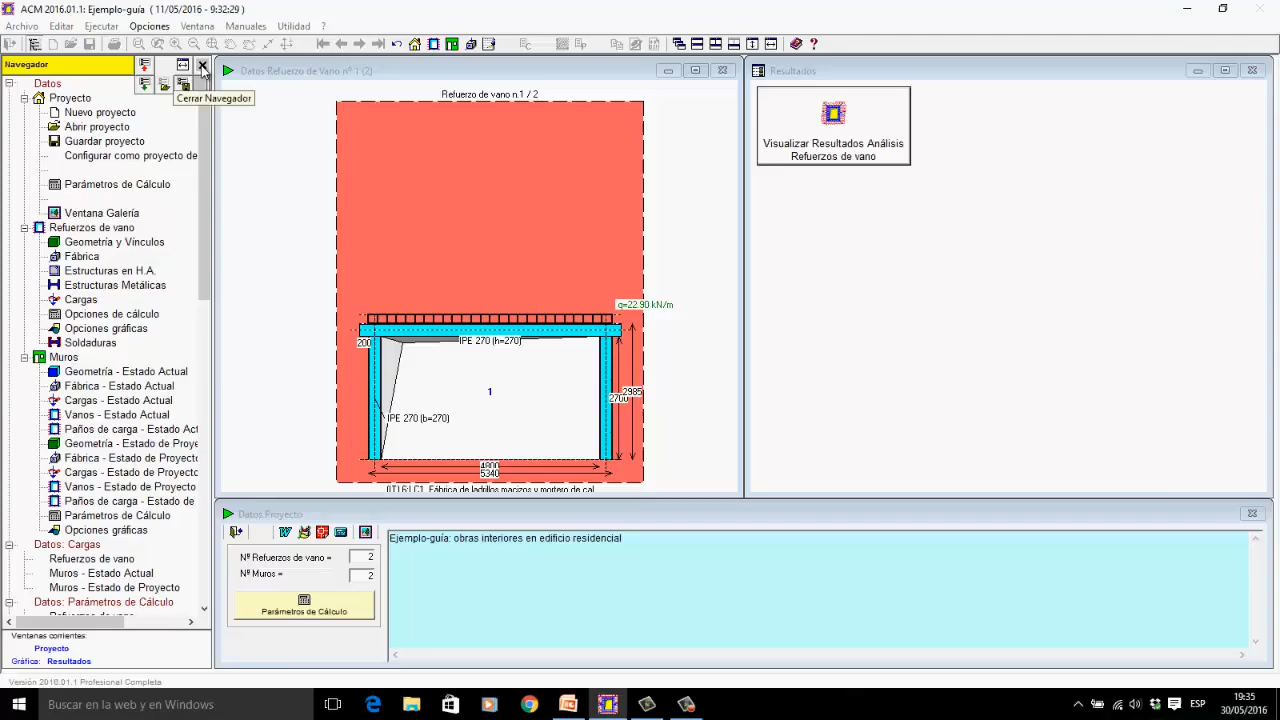 ACM 2016.01.1: Ejemplo-guía  ( 11/05/2016 - 9:32:29 )
Archivo Editar Ejecutar Opciones Ventana Manuales Utilidad ?
Navegador
Cerrar Navegador
Datos
Proyecto
Nuevo proyecto
Abrir proyecto
Guardar proyecto
Configurar como proyecto de
Parámetros de Cálculo
Ventana Galería
Refuerzos de vano
Geometría y Vínculos
Fábrica
Estructuras en H.A.
Estructuras Metálicas
Cargas
Opciones de cálculo
Opciones gráficas
Soldaduras
Muros
Geometría - Estado Actual
Fábrica - Estado Actual
Cargas - Estado Actual
Vanos - Estado Actual
Paños de carga - Estado Act
Geometría - Estado de Proye
Fábrica - Estado de Proyecto
Cargas - Estado de Proyecto
Vanos - Estado de Proyecto
Paños de carga - Estado de
Parámetros de Cálculo
Opciones gráficas
Datos: Cargas
Refuerzos de vano
Muros - Estado Actual
Muros - Estado de Proyecto
Datos: Parámetros de Cálculo
Ventanas corrientes:
Proyecto
Gráfica: Resultados
Versión 2016.01.1 Profesional Completa
Datos Refuerzo de Vano nº 1 (2)
Refuerzo de vano n.1 / 2
q=22.90 kN/m
200
IPE 270 (h=270)
1
2700
2985
IPE 270 (b=270)
4800
5340
(IT).6:LC1. Fábrica de ladrillos macizos y mortero de cal
Resultados
Visualizar Resultados Análisis
Refuerzos de vano
Datos Proyecto
Nº Refuerzos de vano = 2
Nº Muros = 2
Parámetros de Cálculo
Ejemplo-guía: obras interiores en edificio residencial
Buscar en la web y en Windows
ESP
19:35
30/05/2016